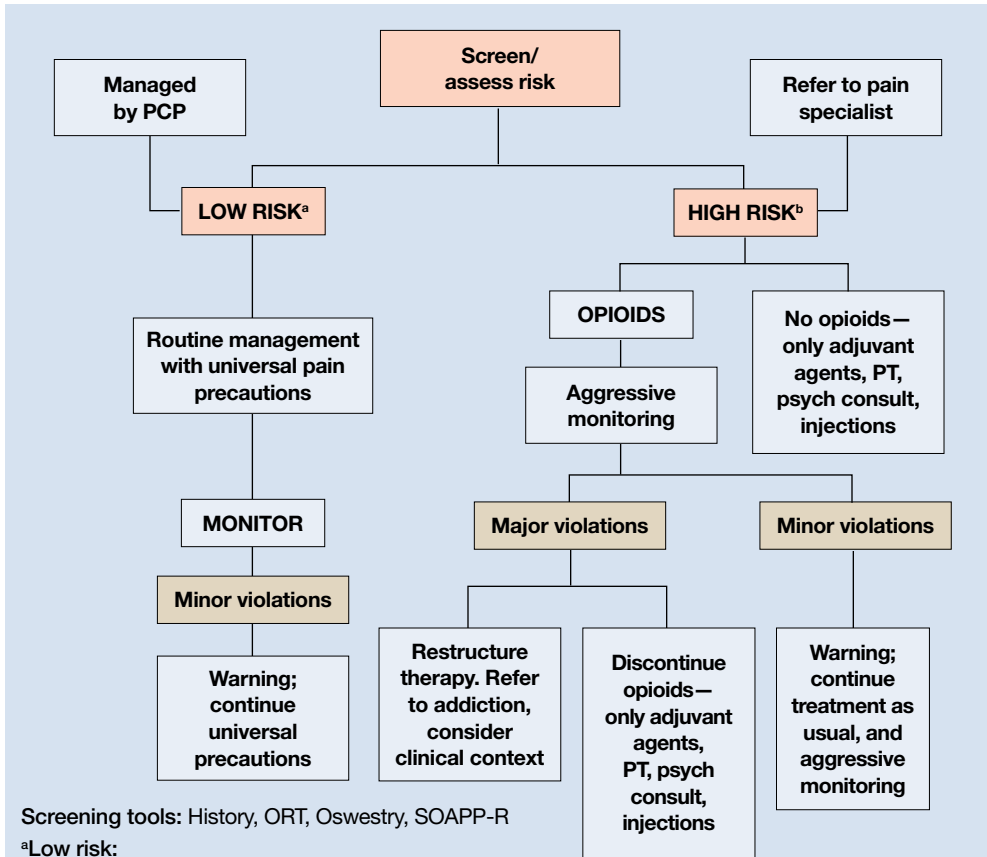 Screen/
assess risk
Managed
by PCP
Refer to pain
specialist
LOW RISKᵃ
HIGH RISKᵇ
Routine management
with universal pain
precautions
OPIOIDS
No opioids—
only adjuvant
agents, PT,
psych consult,
injections
Aggressive
monitoring
MONITOR
Major violations
Minor violations
Minor violations
Warning;
continue
universal
precautions
Restructure
therapy. Refer
to addiction,
consider
clinical context
Discontinue
opioids—
only adjuvant
agents,
PT, psych
consult,
injections
Warning;
continue
treatment as
usual, and
aggressive
monitoring
Screening tools: History, ORT, Oswestry, SOAPP-R
ᵃLow risk: